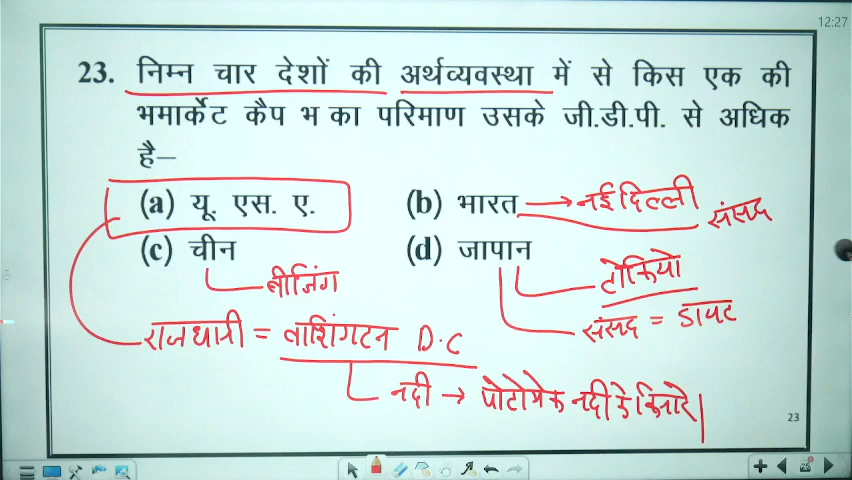 12:27
23. निम्न चार देशों की अर्थव्यवस्था में से किस एक की
भमार्केट कैप भ का परिमाण उसके जी.डी.पी. से अधिक
है–
(a) यू. एस. ए. (b) भारत → नई दिल्ली संसद
(c) चीन (d) जापान
बीजिंग टोकियो
संसद = डायट
राजधानी = वाशिंगटन D.C
नदी → पोटोमेक नदी के किनारे|
23